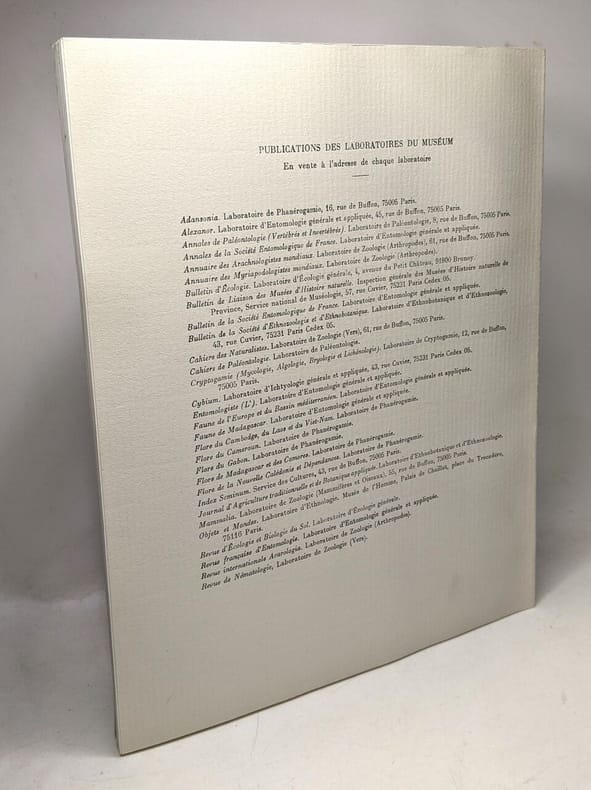 PUBLICATIONS DES LABORATOIRES DU MUSÉUM
En vente à l'adresse de chaque laboratoire
Adansonia. Laboratoire de Phanérogamie, 16, rue de Buffon, 75005 Paris.
Alexanor. Laboratoire d'Entomologie générale et appliquée, 45, rue de Buffon, 75005 Paris.
Annales de Paléontologie (Vertébrés et Invertébrés). Laboratoire de Paléontologie, 8, rue de Buffon, 75005 Paris.
Annales de la Société Entomologique de France. Laboratoire d'Entomologie générale et appliquée.
Annuaire des Arachnologistes mondiaux. Laboratoire de Zoologie (Arthropodes), 61, rue de Buffon, 75005 Paris.
Annuaire des Myriapodologistes mondiaux. Laboratoire de Zoologie (Arthropodes).
Bulletin d'Écologie. Laboratoire d'Écologie générale, 4, avenue du Petit Château, 91800 Brunoy.
Bulletin de Liaison des Musées d'Histoire naturelle. Inspection générale des Musées d'Histoire naturelle de
Province, Service national de Muséologie, 57, rue Cuvier, 75231 Paris Cedex 05.
Bulletin de la Société Entomologique de France. Laboratoire d'Entomologie générale et appliquée.
Bulletin de la Société d'Ethnozoologie et d'Ethnobotanique. Laboratoire d'Ethnobotanique et d'Ethnozoologie,
43, rue Cuvier, 75231 Paris Cedex 05.
Cahiers des Naturalistes. Laboratoire de Zoologie (Vers), 61, rue de Buffon, 75005 Paris.
Cahiers de Paléontologie. Laboratoire de Paléontologie.
Cryptogamie (Mycologie, Algologie, Bryologie et Lichénologie). Laboratoire de Cryptogamie, 12, rue de Buffon,
75005 Paris.
Cybium. Laboratoire d'Ichtyologie générale et appliquée, 43, rue Cuvier, 75231 Paris Cedex 05.
Entomologiste (L'). Laboratoire d'Entomologie générale et appliquée.
Faune de l'Europe et du Bassin méditerranéen. Laboratoire d'Entomologie générale et appliquée.
Faune de Madagascar. Laboratoire d'Entomologie générale et appliquée.
Flore du Cambodge, du Laos et du Viet-Nam. Laboratoire de Phanérogamie.
Flore du Cameroun. Laboratoire de Phanérogamie.
Flore du Gabon. Laboratoire de Phanérogamie.
Flore de Madagascar et des Comores. Laboratoire de Phanérogamie.
Flore de la Nouvelle Calédonie et Dépendances. Laboratoire de Phanérogamie.
Index Seminum. Service des Cultures, 43, rue de Buffon, 75005 Paris.
Journal d'Agriculture traditionnelle et de Botanique appliquée. Laboratoire d'Ethnobotanique et d'Ethnozoologie.
Mammalia. Laboratoire de Zoologie (Mammifères et Oiseaux), 55, rue de Buffon, 75005 Paris.
Objets et Mondes. Laboratoire d'Ethnologie. Musée de l'Homme, Palais de Chaillot, place du Trocadéro,
75116 Paris.
Revue d'Écologie et Biologie du Sol. Laboratoire d'Écologie générale.
Revue française d'Entomologie. Laboratoire d'Entomologie générale et appliquée.
Revue internationale Acarologia. Laboratoire de Zoologie (Arthropodes).
Revue de Nématologie, Laboratoire de Zoologie (Vers).